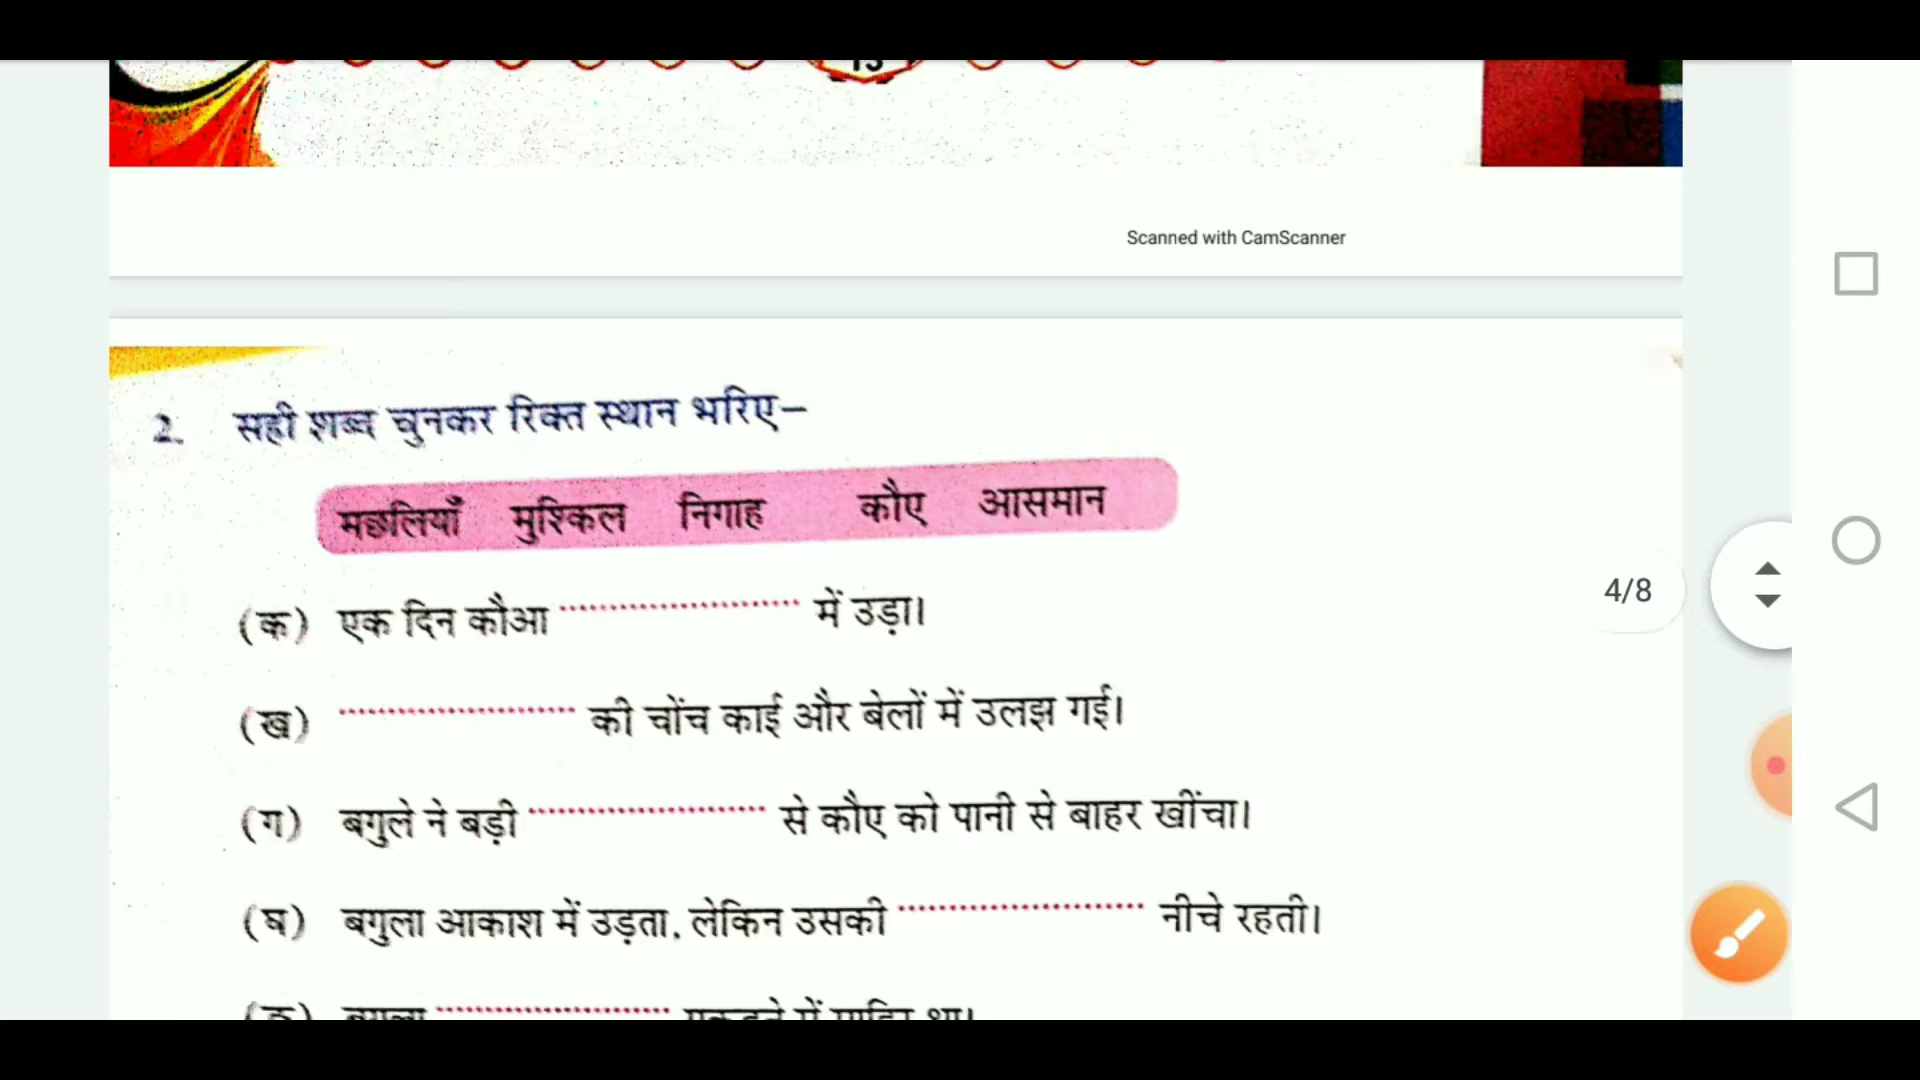 Scanned with CamScanner
2. सही शब्द चुनकर रिक्त स्थान भरिए–
मछलियाँ मुश्किल निगाह कौए आसमान
(क) एक दिन कौआ ........................ में उड़ा।
(ख) ........................ की चोंच काई और बेलों में उलझ गई।
(ग) बगुले ने बड़ी ........................ से कौए को पानी से बाहर खींचा।
4/8
(घ) बगुला आकाश में उड़ता, लेकिन उसकी ........................ नीचे रहती।